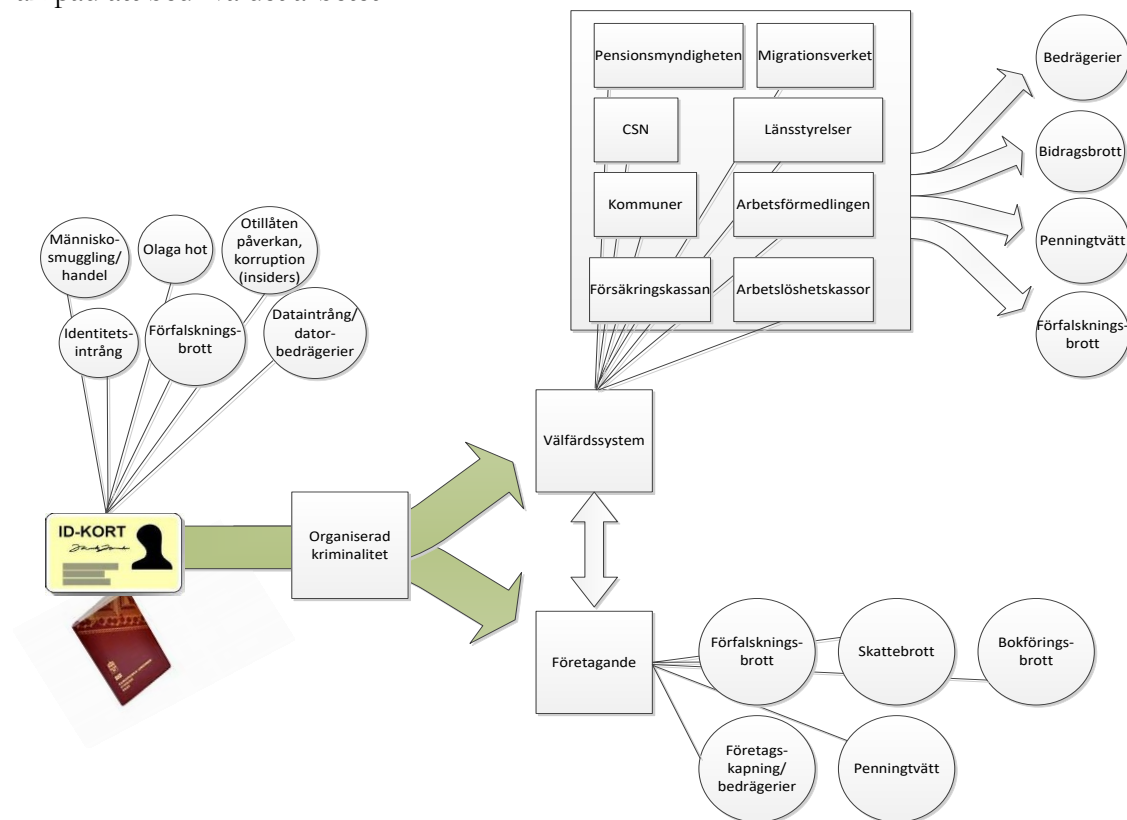 Pensionsmyndigheten
Migrationsverket
CSN
Länsstyrelser
Kommuner
Arbetsförmedlingen
Försäkringskassan
Arbetslöshetskassor
Bedrägerier
Bidragsbrott
Penningtvätt
Förfalsknings-
brott
Människo-
smuggling/
handel
Olaga hot
Otillåten
påverkan,
korruption
(insiders)
Identitets-
intrång
Förfalsknings-
brott
Dataintrång/
dator-
bedrägerier
Välfärdssystem
ID-KORT
Organiserad
kriminalitet
Företagande
Förfalsknings-
brott
Skattebrott
Bokförings-
brott
Företags-
kapning/
bedrägerier
Penningtvätt